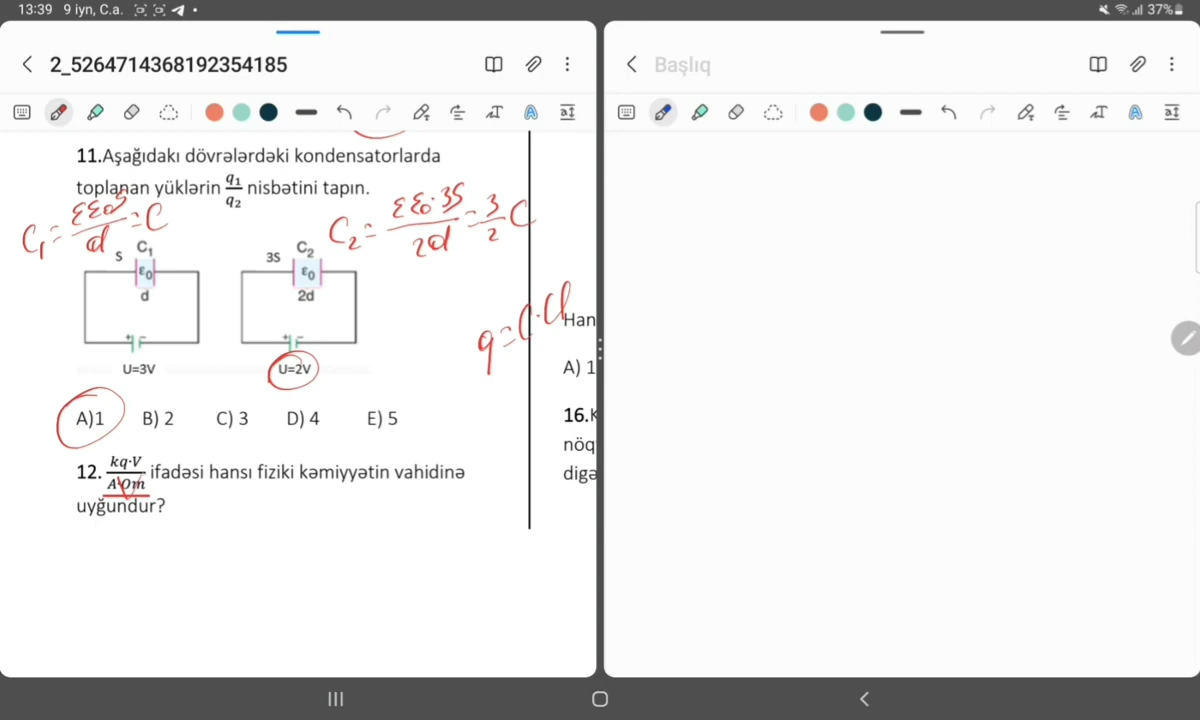 13:39 9 iyn, C.a.
37%
2_5264714368192354185
Başlıq
11.Aşağıdakı dövrələrdəki kondensatorlarda
toplanan yüklərin q₁/q₂ nisbətini tapın.
C₁ = εε₀S/d = C
C₂ = εε₀·3S/2d = 3/2 C
S C₁ ε₀ d
3S C₂ ε₀ 2d
+ -
+ -
U=3V
U=2V
q=C·U
A)1 B) 2 C) 3 D) 4 E) 5
12. kq·V/A·Om ifadəsi hansı fiziki kəmiyyətin vahidinə
V
uyğundur?
Han
A) 1
16.K
nöq
digə